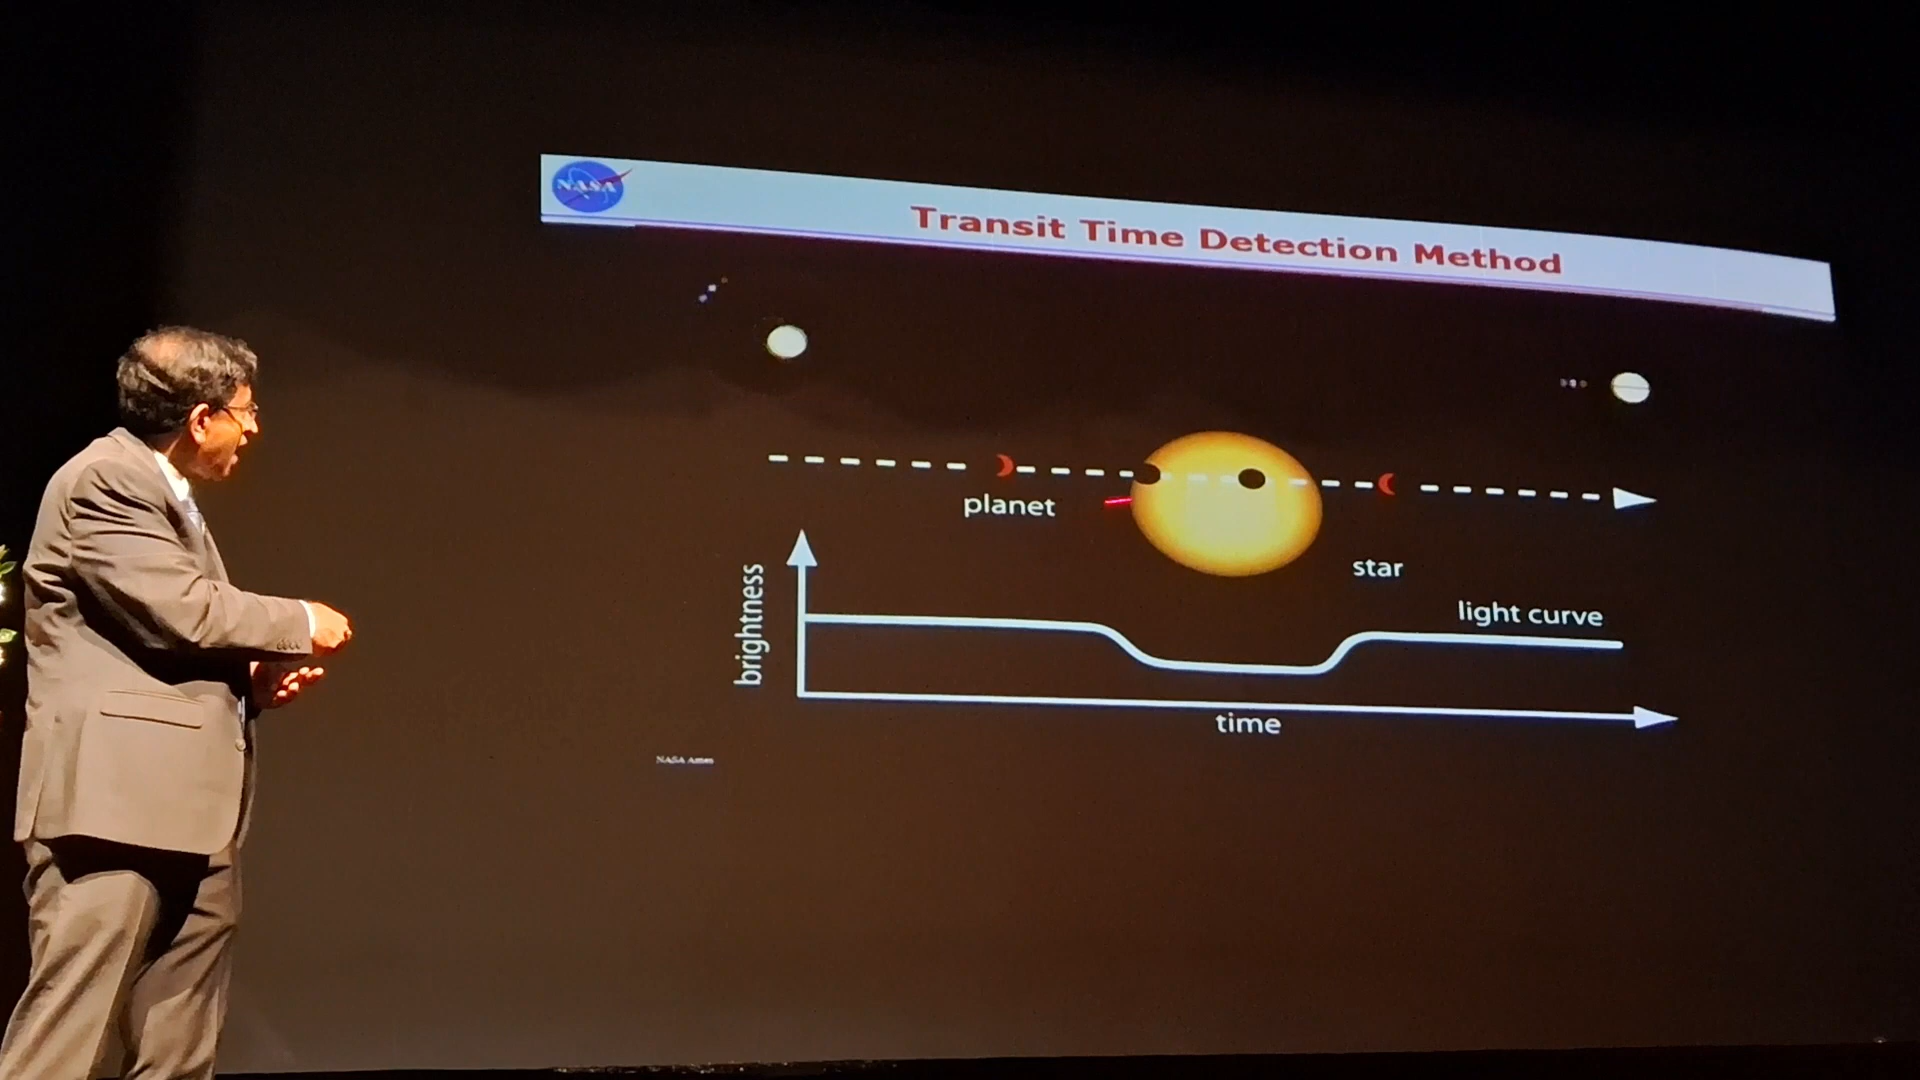 NASA
Transit Time Detection Method
planet
star
light curve
brightness
time
NASA Ames